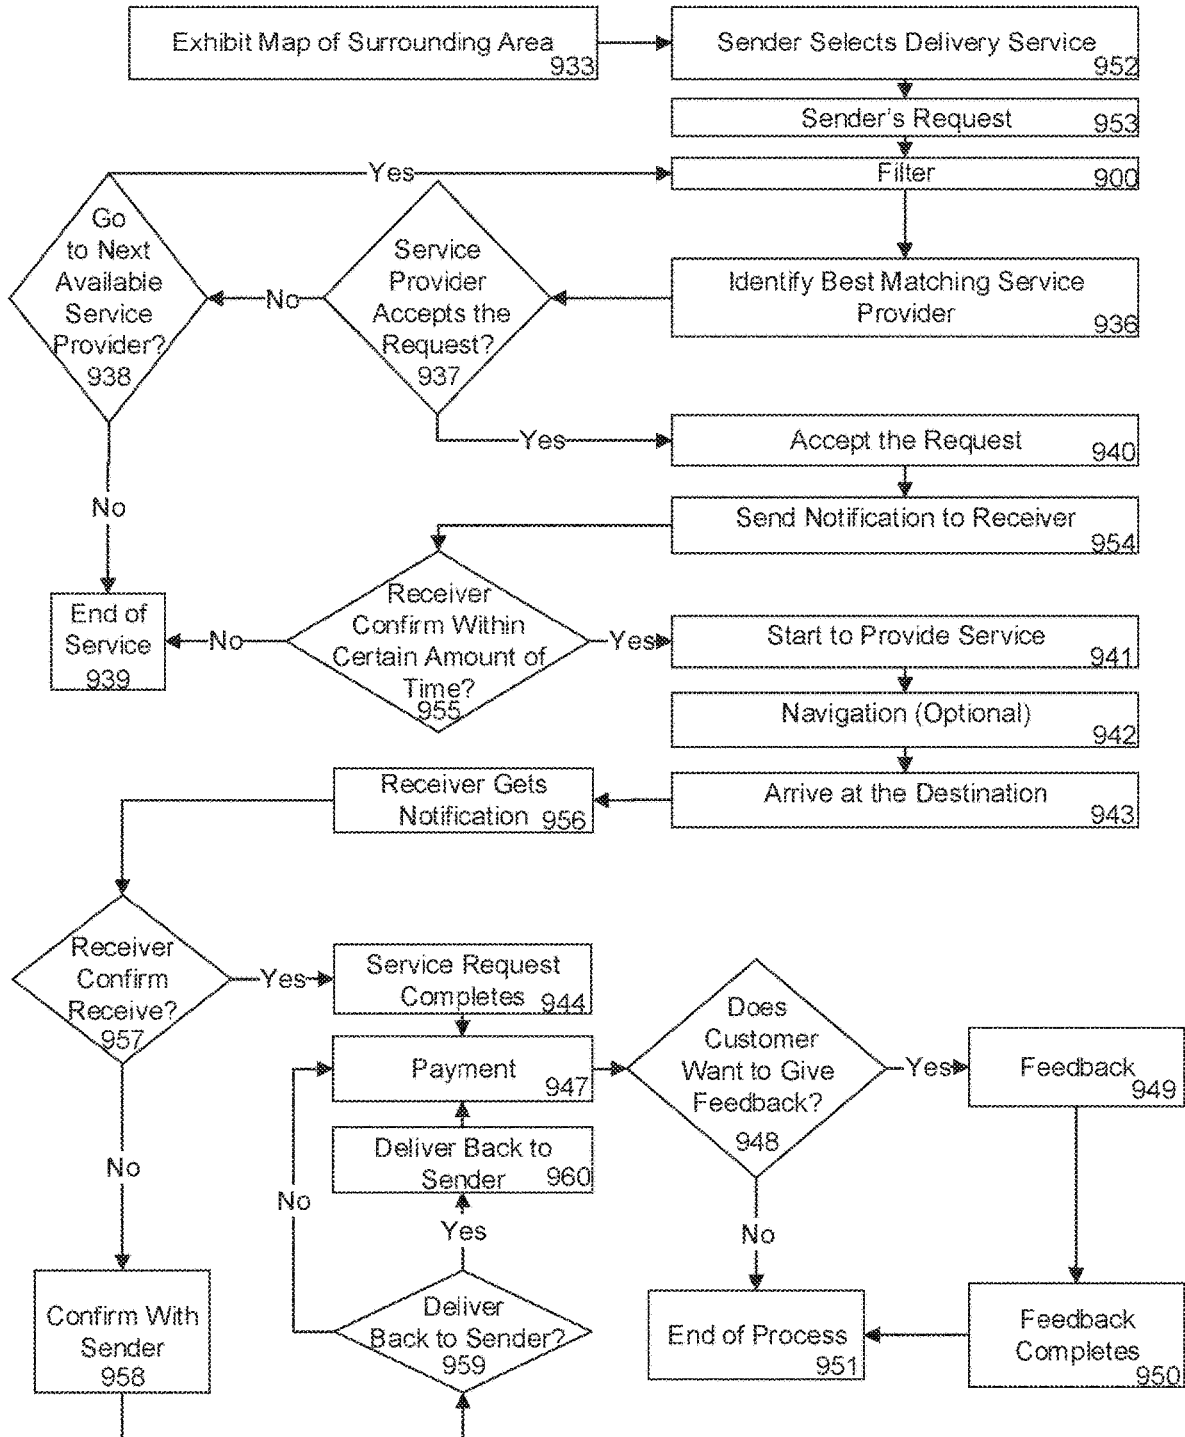 Exhibit Map of Surrounding Area
933
Sender Selects Delivery Service
952
Sender's Request
953
Yes
Filter
900
Go
to Next
Available
Service
Provider?
938
No
Service
Provider
Accepts the
Request?
937
Identify Best Matching Service
Provider
936
Yes
Accept the Request
940
No
Send Notification to Receiver
954
End of
Service
939
No
Receiver
Confirm Within
Certain Amount of
Time?
955
Yes
Start to Provide Service
941
Navigation (Optional)
942
Receiver Gets
Notification
956
Arrive at the Destination
943
Receiver
Confirm
Receive?
957
Yes
Service Request
Completes
944
Payment
947
Does
Customer
Want to Give
Feedback?
948
Yes
Feedback
949
Deliver Back to
Sender
960
No
No
Yes
No
Confirm With
Sender
958
Deliver
Back to Sender?
959
End of Process
951
Feedback
Completes
950